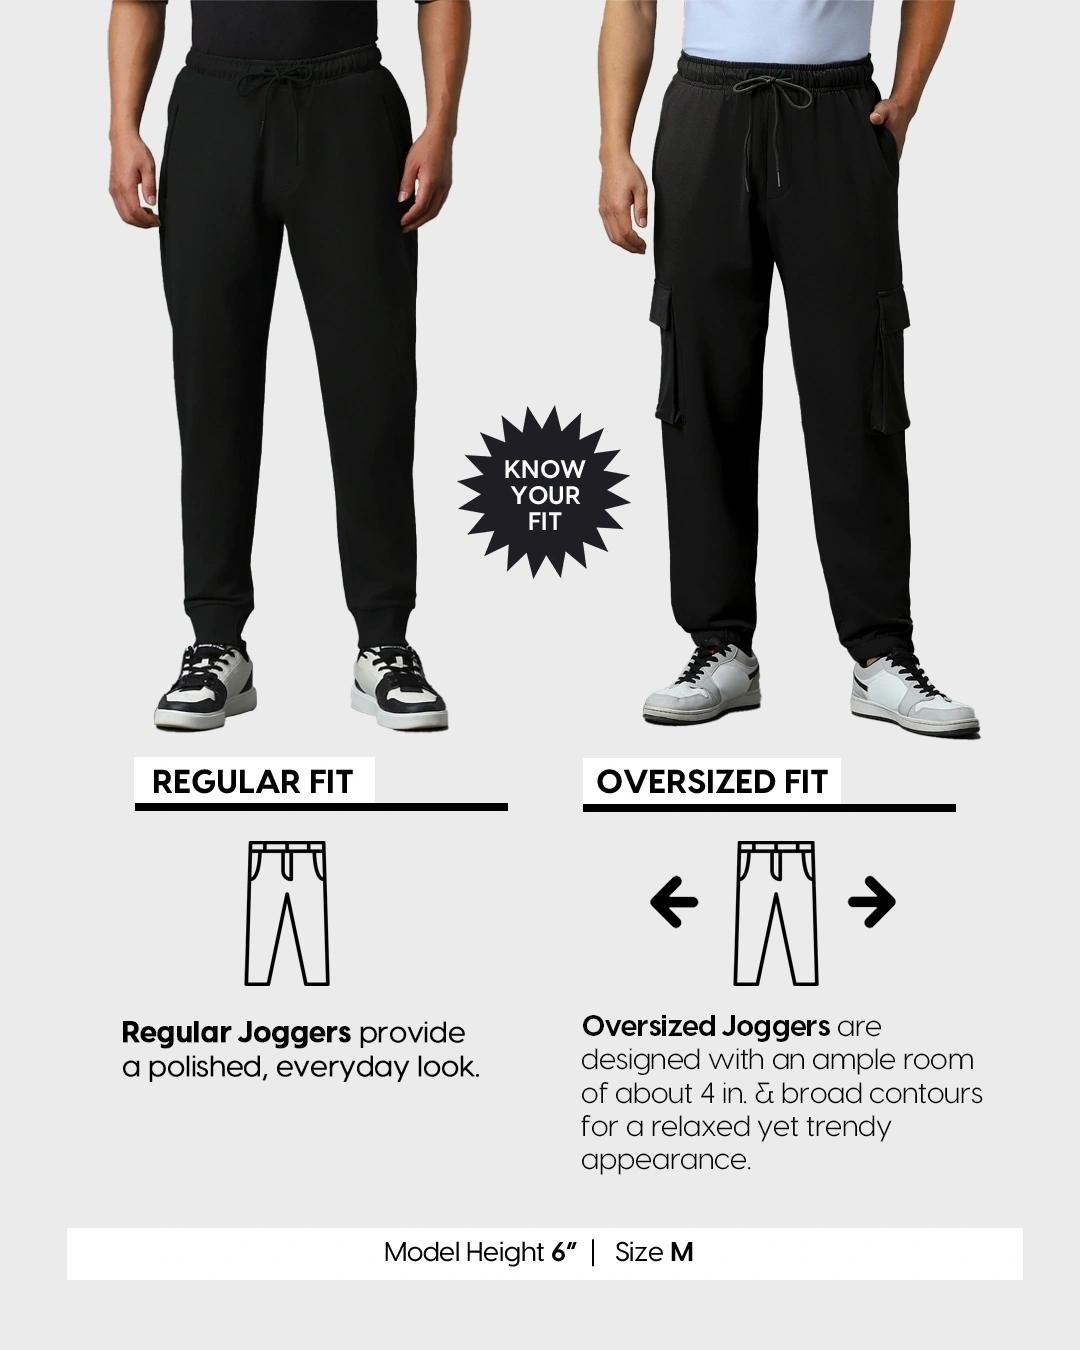 KNOW
YOUR
FIT
REGULAR FIT
Regular Joggers provide
a polished, everyday look.
OVERSIZED FIT
Oversized Joggers are
designed with an ample room
of about 4 in. & broad contours
for a relaxed yet trendy
appearance.
Model Height 6” | Size M